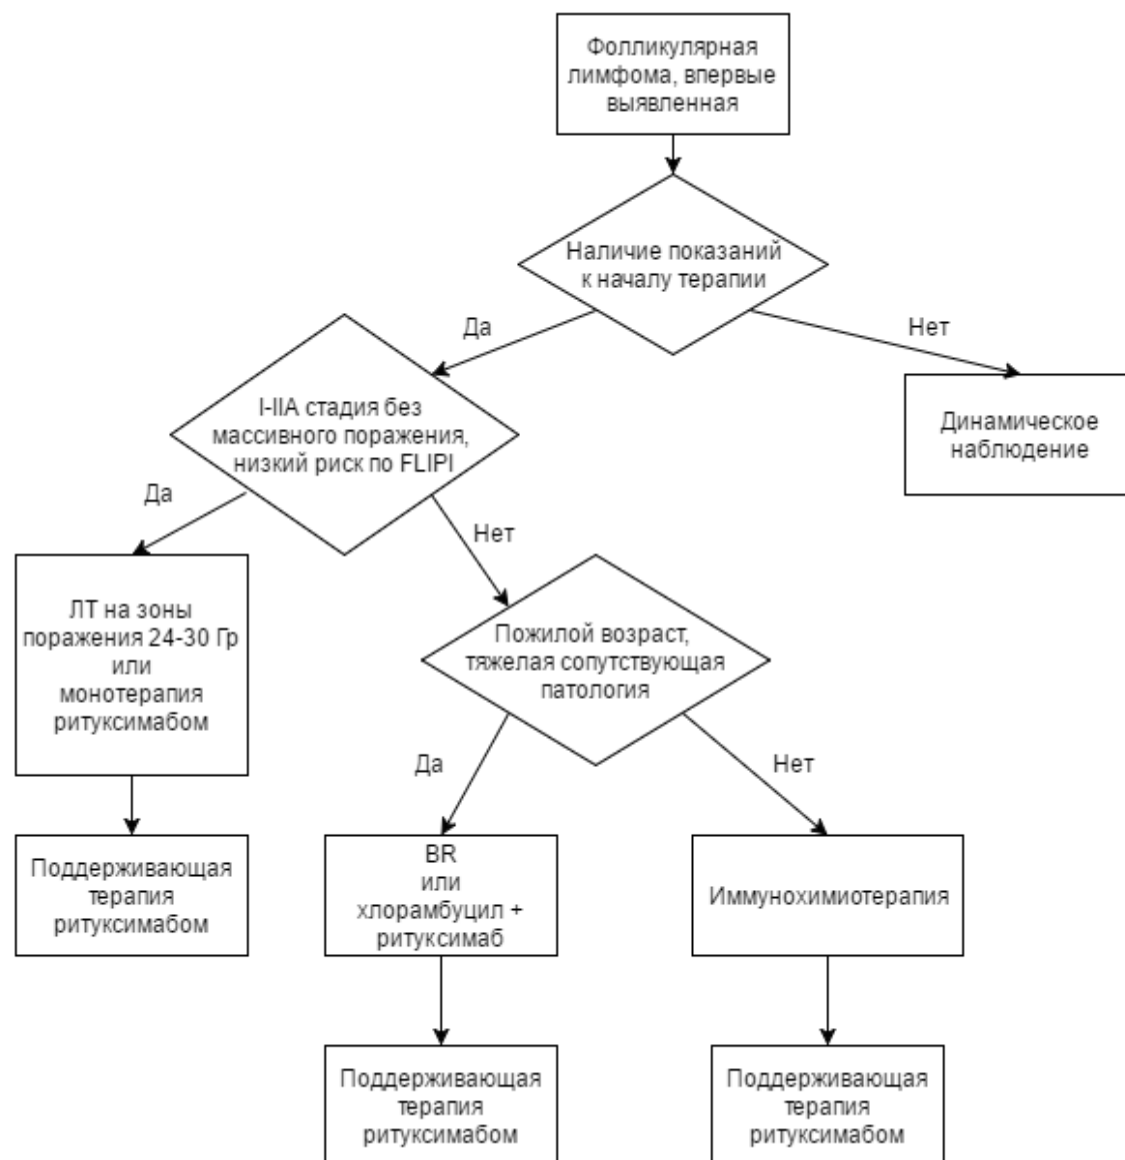 Фолликулярная
лимфома, впервые
выявленная
Наличие показаний
к началу терапии
Да
Нет
I-IIA стадия без
массивного поражения,
низкий риск по FLIPI
Динамическое
наблюдение
Да
Нет
ЛТ на зоны
поражения 24-30 Гр
или
монотерапия
ритуксимабом
Пожилой возраст,
тяжелая сопутствующая
патология
Да
Нет
Поддерживающая
терапия
ритуксимабом
BR
или
хлорамбуцил +
ритуксимаб
Иммунохимиотерапия
Поддерживающая
терапия
ритуксимабом
Поддерживающая
терапия
ритуксимабом